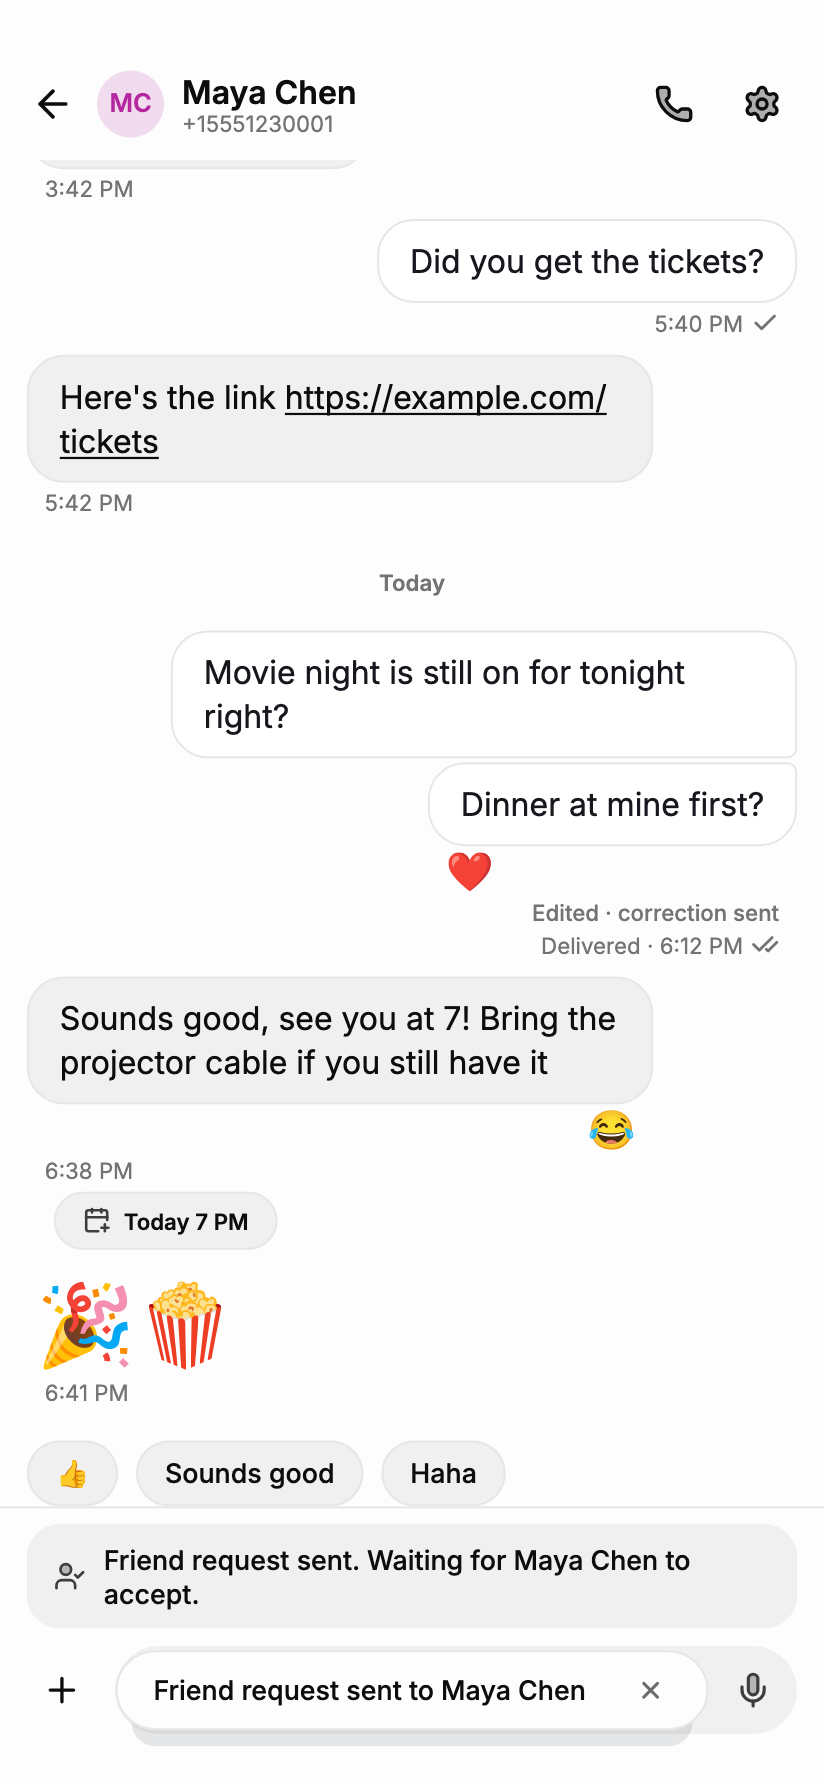 MC
Maya Chen
+15551230001
3:42 PM
Did you get the tickets?
5:40 PM
Here's the link https://example.com/
tickets
5:42 PM
Today
Movie night is still on for tonight
right?
Dinner at mine first?
Edited · correction sent
Delivered · 6:12 PM
Sounds good, see you at 7! Bring the
projector cable if you still have it
6:38 PM
Today 7 PM
6:41 PM
Sounds good
Haha
Friend request sent. Waiting for Maya Chen to
accept.
Friend request sent to Maya Chen